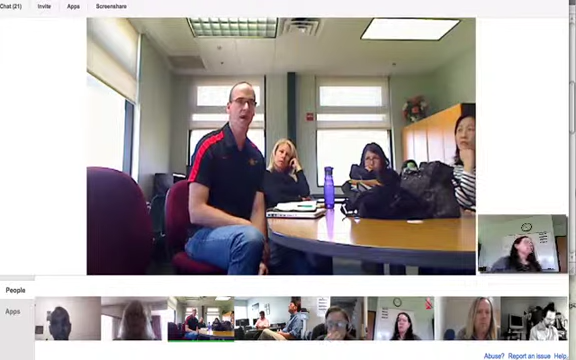 Chat (21) Invite Apps Screenshare
People
Apps
Abuse? Report an issue Help